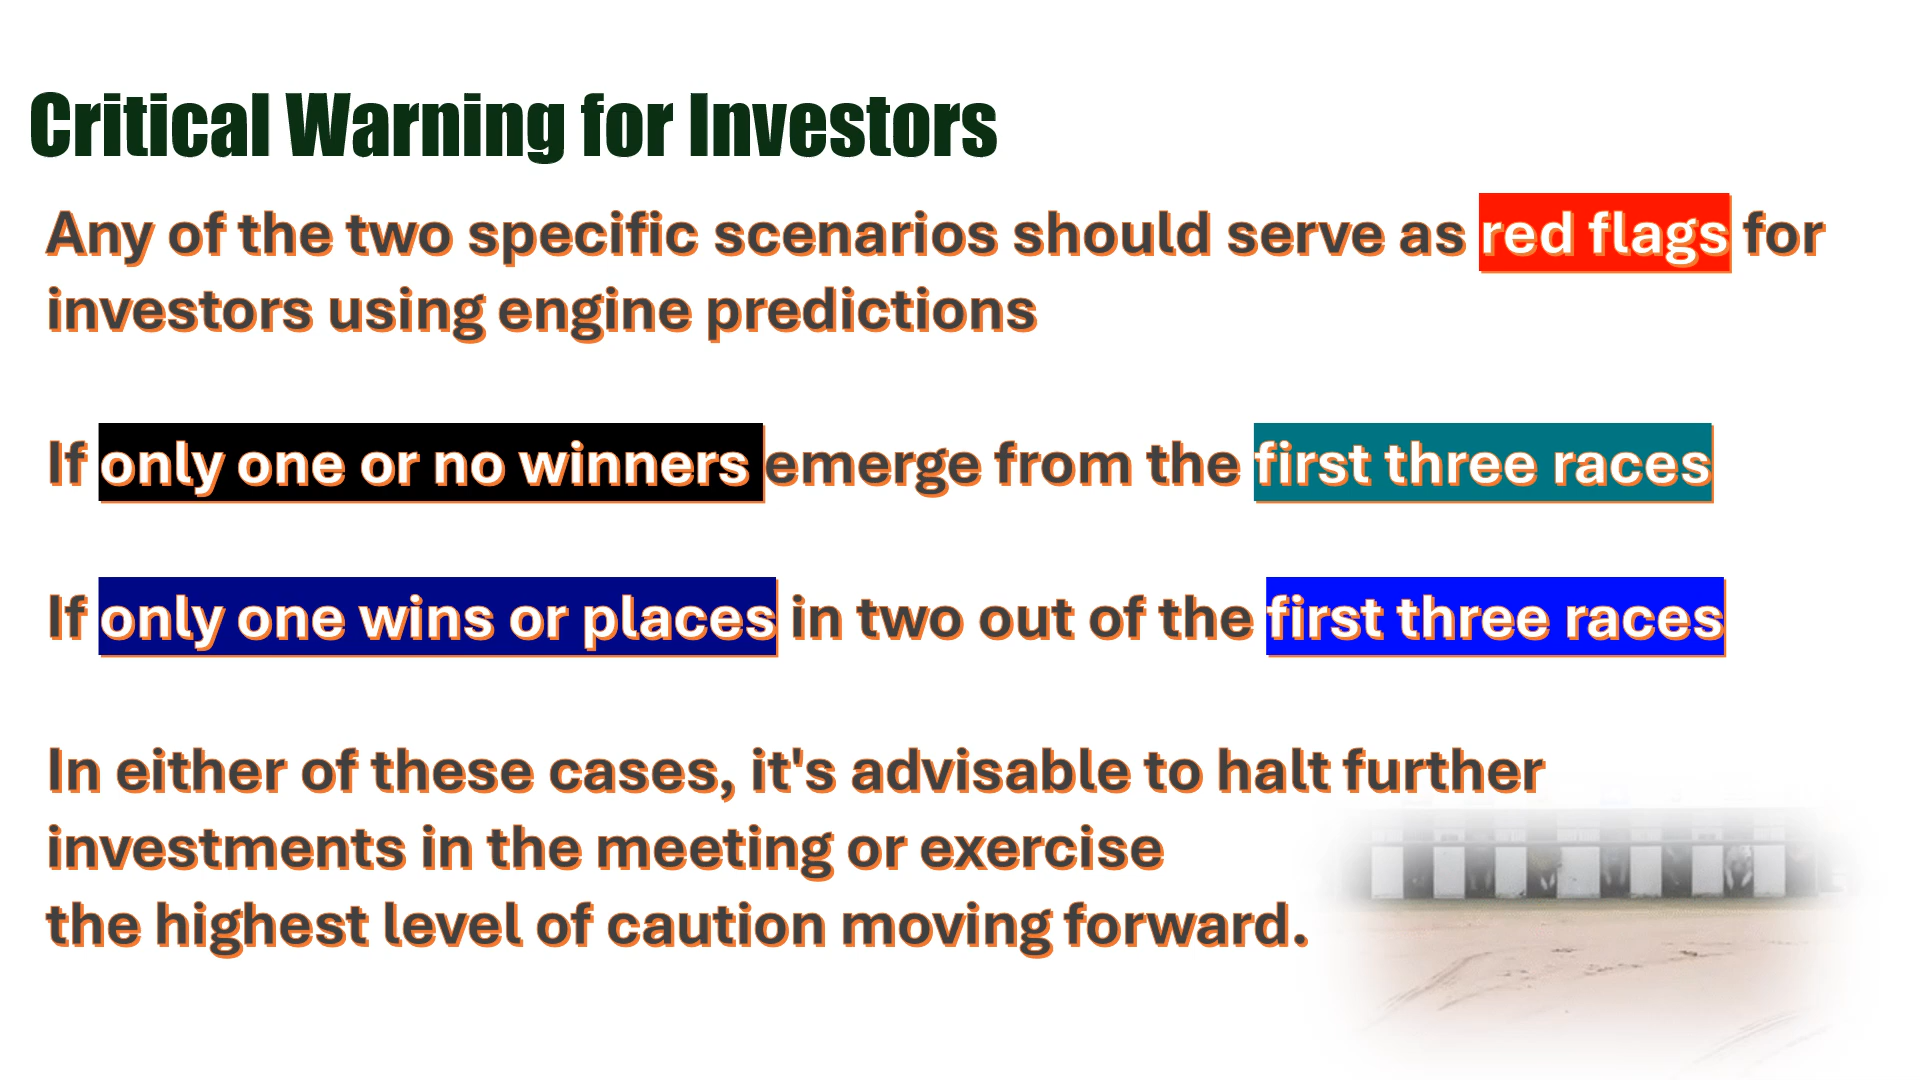 Critical Warning for Investors
Any of the two specific scenarios should serve as red flags for
investors using engine predictions
If only one or no winners emerge from the first three races
If only one wins or places in two out of the first three races
In either of these cases, it's advisable to halt further
investments in the meeting or exercise
the highest level of caution moving forward.